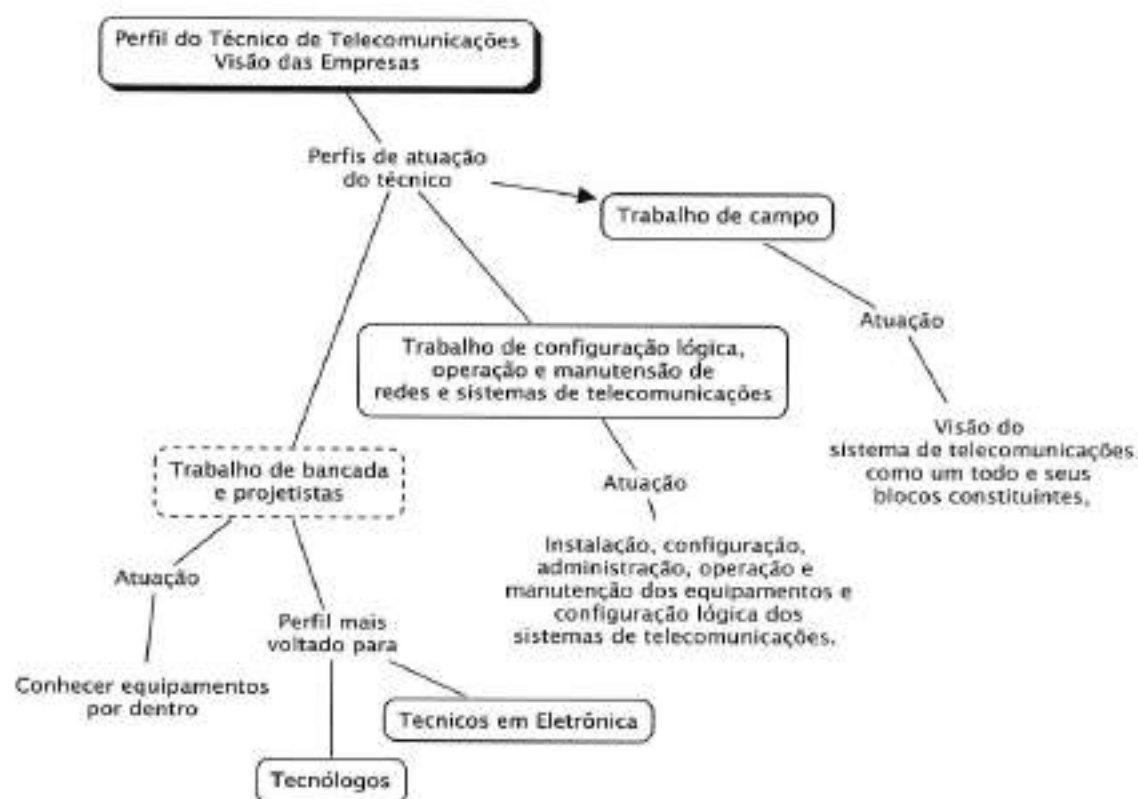 Perfil do Técnico de Telecomunicações
Visão das Empresas
Perfis de atuação
do técnico
Trabalho de campo
Atuação
Trabalho de configuração lógica,
operação e manutensão de
redes e sistemas de telecomunicações
Visão do
sistema de telecomunicações
como um todo e seus
blocos constituintes,
Trabalho de bancada
e projetistas
Atuação
Instalação, configuração,
administração, operação e
manutenção dos equipamentos e
configuração lógica dos
sistemas de telecomunicações.
Atuação
Perfil mais
voltado para
Conhecer equipamentos
por dentro
Tecnicos em Eletrônica
Tecnólogos